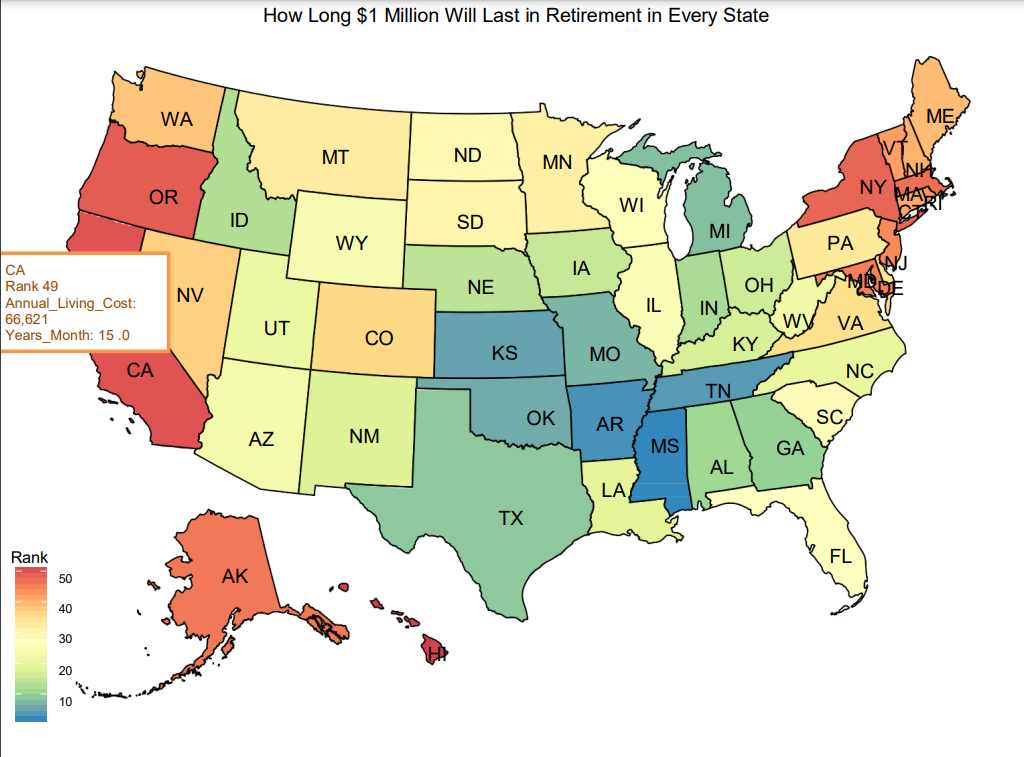 How Long $1 Million Will Last in Retirement in Every State
WA
ME
VT
MT
ND
MN
NH
OR
NY
MA
ID
SD
WI
CT
RI
MI
WY
PA
CA
Rank 49
Annual_Living_Cost:
66,621
Years_Month: 15 .0
IA
NJ
NV
NE
OH
MD
DE
IL
IN
UT
CO
WV
VA
KY
KS
MO
CA
NC
TN
OK
AR
SC
AZ
NM
MS
GA
AL
LA
TX
FL
Rank
AK
50
40
30
HI
20
10